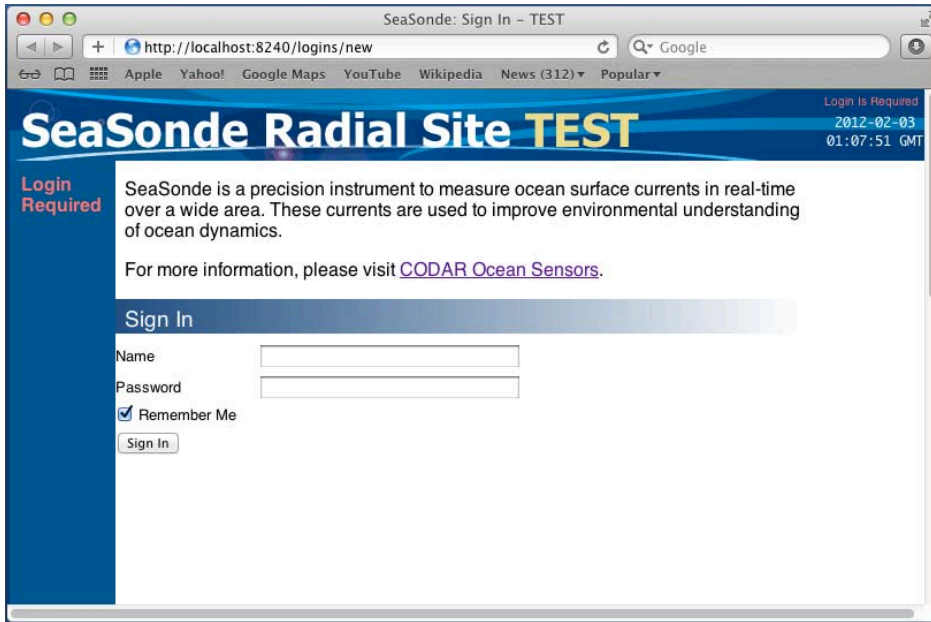 SeaSonde: Sign In – TEST
http://localhost:8240/logins/new
Google
Apple Yahoo! Google Maps YouTube Wikipedia News (312) Popular
Login Is Required
2012-02-03
01:07:51 GMT
SeaSonde Radial Site TEST
Login
Required
SeaSonde is a precision instrument to measure ocean surface currents in real-time
over a wide area. These currents are used to improve environmental understanding
of ocean dynamics.
For more information, please visit CODAR Ocean Sensors.
Sign In
Name
Password
Remember Me
Sign In